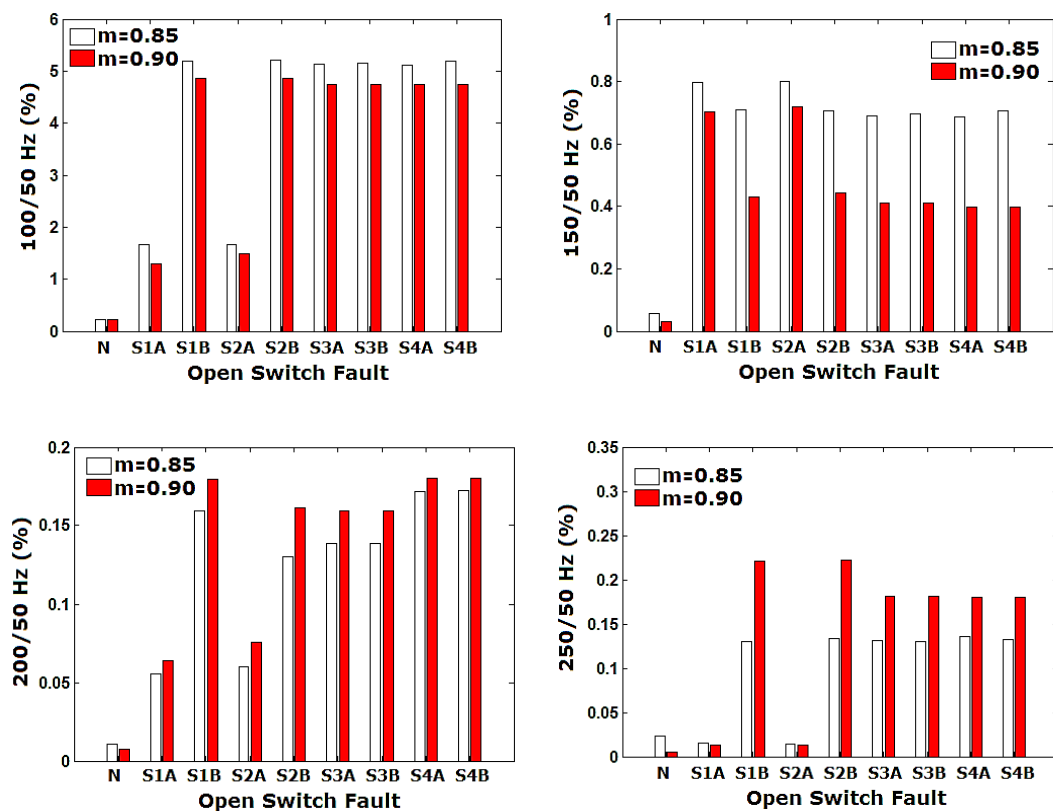 6
5
4
3
2
1
0
100/50 Hz (%)
m=0.85
m=0.90
N S1A S1B S2A S2B S3A S3B S4A S4B
Open Switch Fault
1
0.8
0.6
0.4
0.2
0
150/50 Hz (%)
m=0.85
m=0.90
N S1A S1B S2A S2B S3A S3B S4A S4B
Open Switch Fault
0.2
0.15
0.1
0.05
0
200/50 Hz (%)
m=0.85
m=0.90
N S1A S1B S2A S2B S3A S3B S4A S4B
Open Switch Fault
0.35
0.3
0.25
0.2
0.15
0.1
0.05
0
250/50 Hz (%)
m=0.85
m=0.90
N S1A S1B S2A S2B S3A S3B S4A S4B
Open Switch Fault